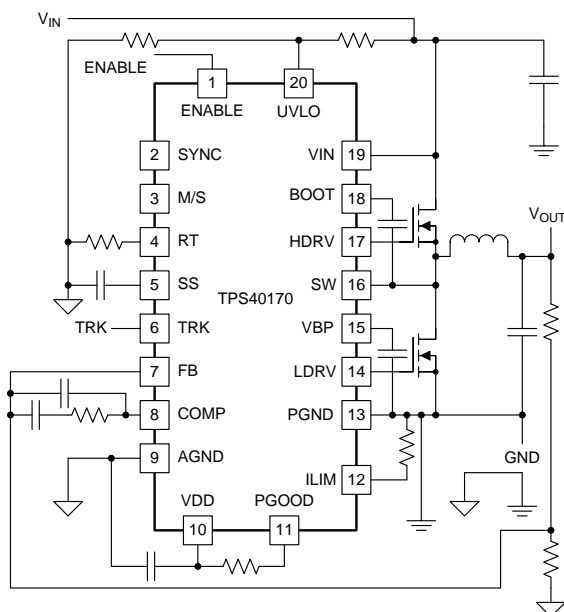 V_IN
ENABLE
1
20
ENABLE
UVLO
2 SYNC
VIN 19
3 M/S
BOOT 18
4 RT
HDRV 17
V_OUT
5 SS
SW 16
TPS40170
TRK 6 TRK
VBP 15
7 FB
LDRV 14
8 COMP
PGND 13
9 AGND
GND
ILIM 12
VDD
PGOOD
10
11